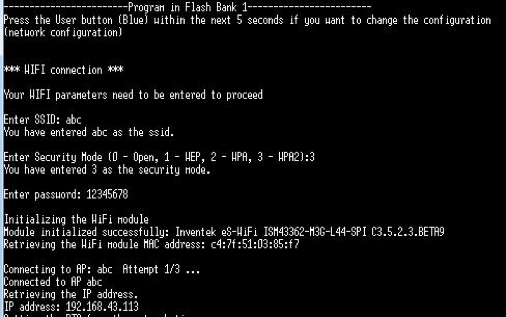 ------------------------Program in Flash Bank 1------------------------
Press the User button (Blue) within the next 5 seconds if you want to change the configuration
(network configuration)
*** WIFI connection ***
Your WIFI parameters need to be entered to proceed
Enter SSID: abc
You have entered abc as the ssid.
Enter Security Mode (0 - Open, 1 - WEP, 2 - WPA, 3 - WPA2):3
You have entered 3 as the security mode.
Enter password: 12345678
Initializing the WiFi module
Module initialized successfully: Inventek eS-WiFi ISM43362-M3G-L44-SPI C3.5.2.3.BETA9
Retrieving the WiFi module MAC address: c4:7f:51:03:85:f7
Connecting to AP: abc  Attempt 1/3 ...
Connected to AP abc
Retrieving the IP address.
IP address: 192.168.43.113